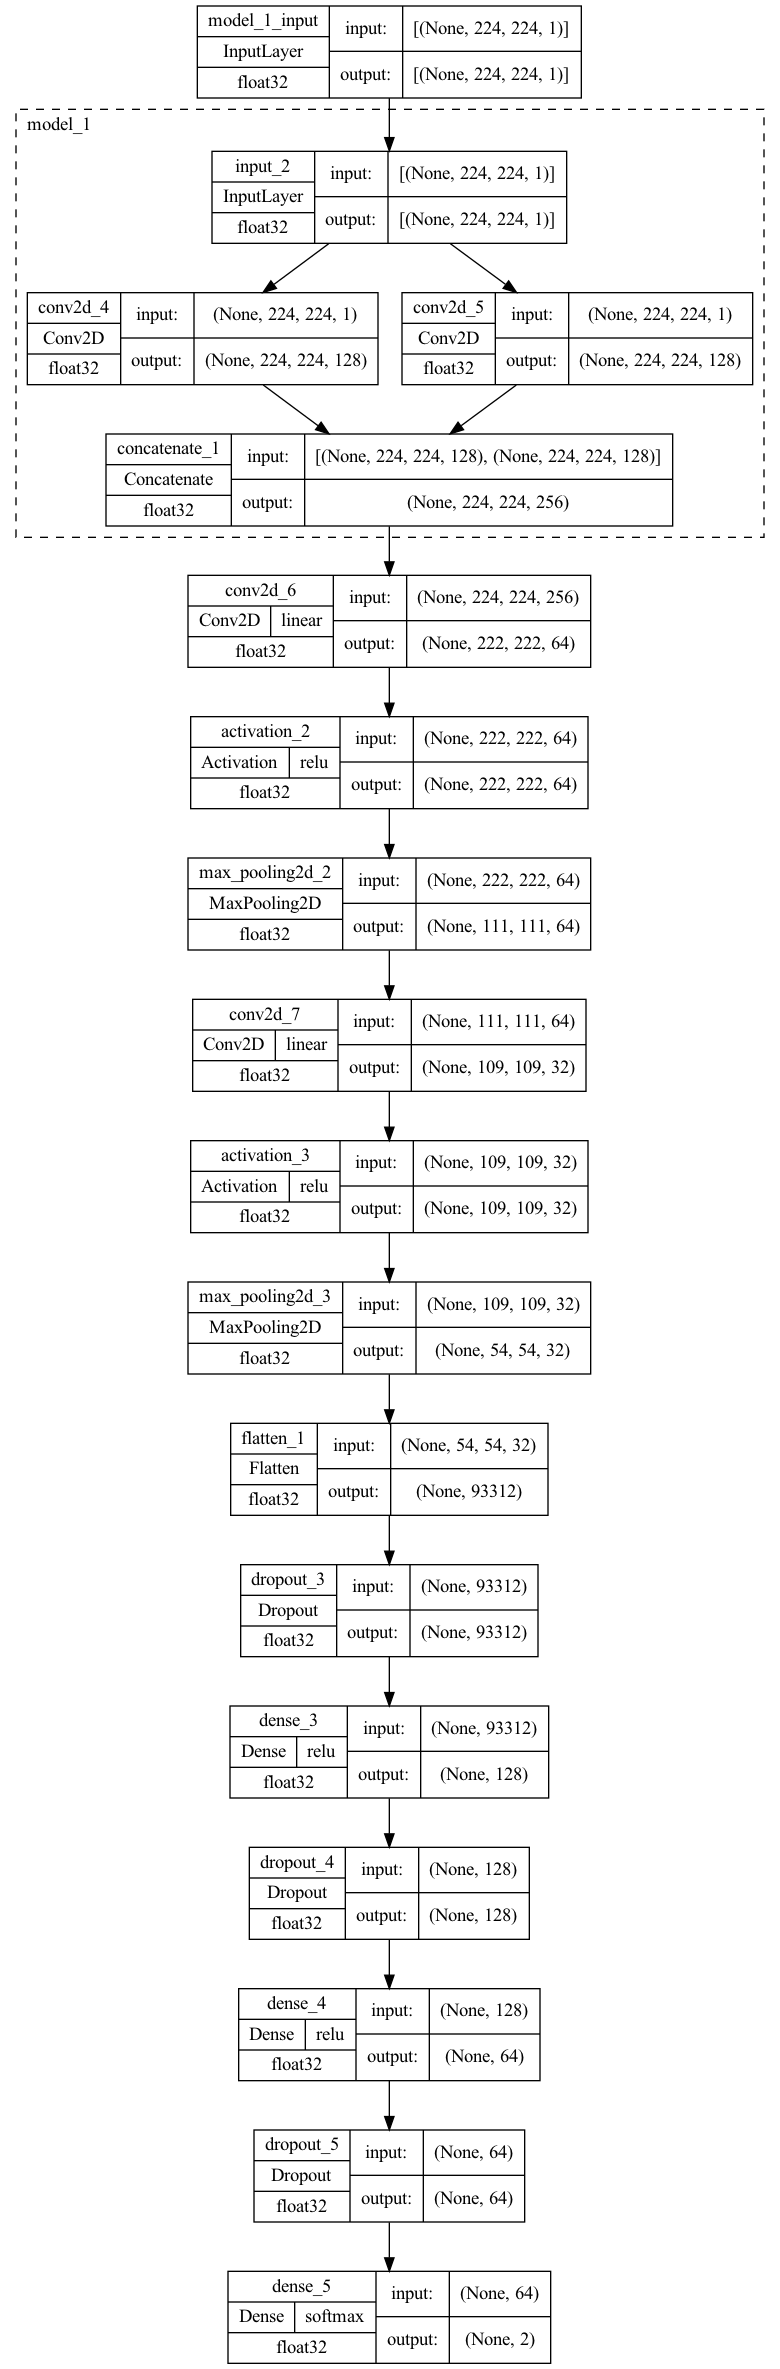 model_1_input
InputLayer
float32
input:
[(None, 224, 224, 1)]
output:
[(None, 224, 224, 1)]
model_1
input_2
InputLayer
float32
input:
[(None, 224, 224, 1)]
output:
[(None, 224, 224, 1)]
conv2d_4
Conv2D
float32
input:
(None, 224, 224, 1)
output:
(None, 224, 224, 128)
conv2d_5
Conv2D
float32
input:
(None, 224, 224, 1)
output:
(None, 224, 224, 128)
concatenate_1
Concatenate
float32
input:
[(None, 224, 224, 128), (None, 224, 224, 128)]
output:
(None, 224, 224, 256)
conv2d_6
Conv2D linear
float32
input:
(None, 224, 224, 256)
output:
(None, 222, 222, 64)
activation_2
Activation relu
float32
input:
(None, 222, 222, 64)
output:
(None, 222, 222, 64)
max_pooling2d_2
MaxPooling2D
float32
input:
(None, 222, 222, 64)
output:
(None, 111, 111, 64)
conv2d_7
Conv2D linear
float32
input:
(None, 111, 111, 64)
output:
(None, 109, 109, 32)
activation_3
Activation relu
float32
input:
(None, 109, 109, 32)
output:
(None, 109, 109, 32)
max_pooling2d_3
MaxPooling2D
float32
input:
(None, 109, 109, 32)
output:
(None, 54, 54, 32)
flatten_1
Flatten
float32
input:
(None, 54, 54, 32)
output:
(None, 93312)
dropout_3
Dropout
float32
input:
(None, 93312)
output:
(None, 93312)
dense_3
Dense relu
float32
input:
(None, 93312)
output:
(None, 128)
dropout_4
Dropout
float32
input:
(None, 128)
output:
(None, 128)
dense_4
Dense relu
float32
input:
(None, 128)
output:
(None, 64)
dropout_5
Dropout
float32
input:
(None, 64)
output:
(None, 64)
dense_5
Dense softmax
float32
input:
(None, 64)
output:
(None, 2)